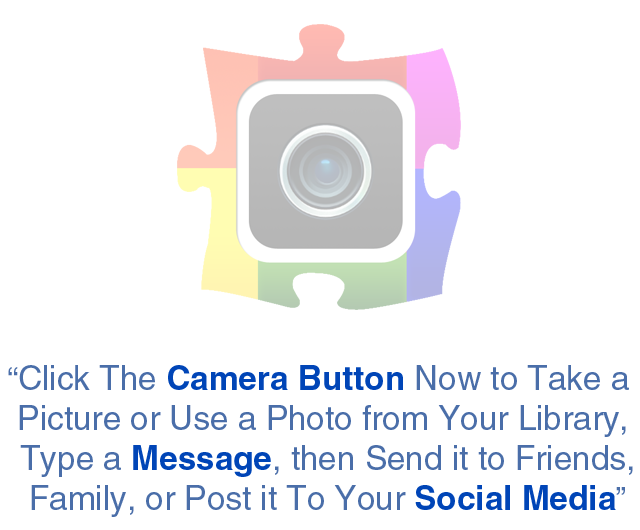 “Click The Camera Button Now to Take a
Picture or Use a Photo from Your Library,
Type a Message, then Send it to Friends,
Family, or Post it To Your Social Media”